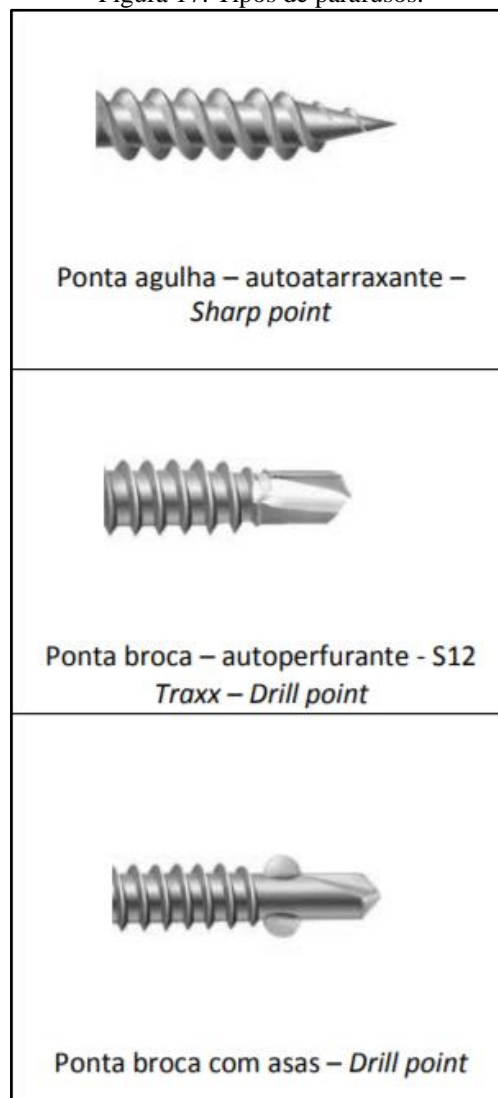 Figura 17: Tipos de parafusos.
Ponta agulha – autoatarraxante –
Sharp point
Ponta broca – autoperfurante - S12
Traxx – Drill point
Ponta broca com asas – Drill point